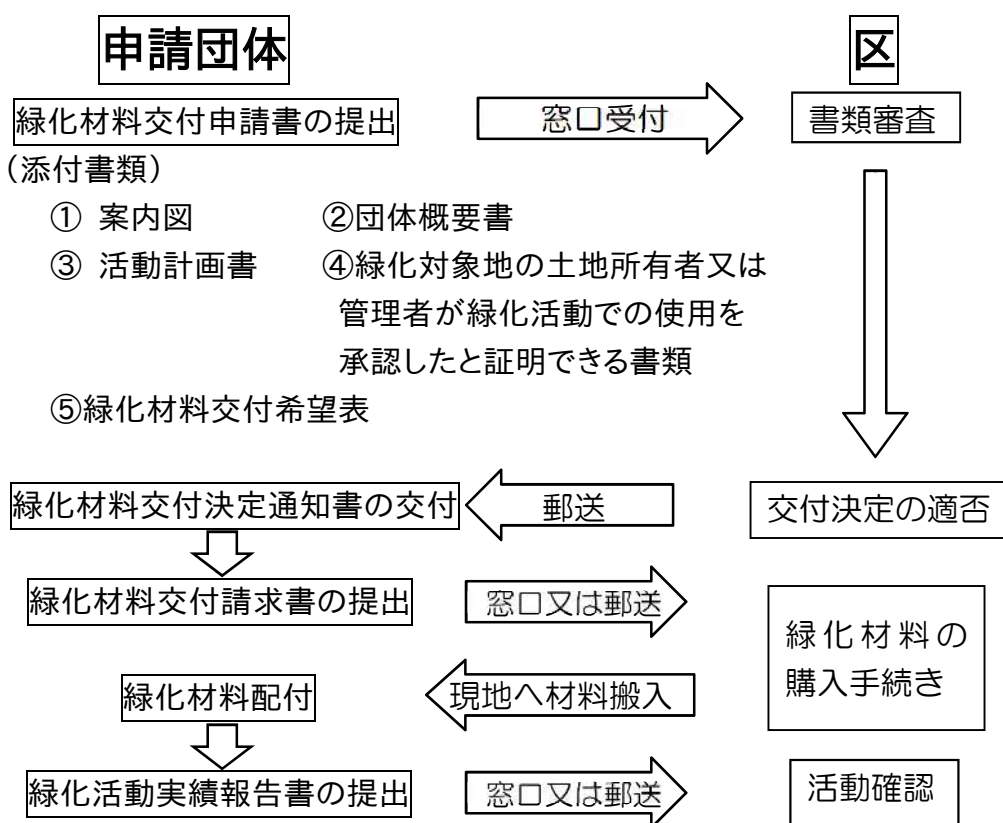 申請団体
区
緑化材料交付申請書の提出
窓口受付
書類審査
（添付書類）
① 案内図
②団体概要書
③ 活動計画書
④緑化対象地の土地所有者又は
管理者が緑化活動での使用を
承認したと証明できる書類
⑤緑化材料交付希望表
緑化材料交付決定通知書の交付
郵送
交付決定の適否
緑化材料交付請求書の提出
窓口又は郵送
緑化材料の
購入手続き
緑化材料配付
現地へ材料搬入
緑化活動実績報告書の提出
窓口又は郵送
活動確認